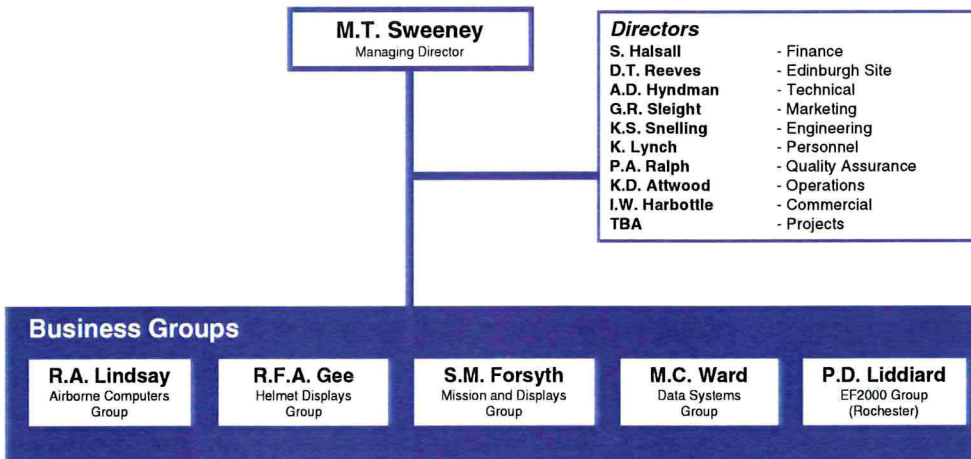 M.T. Sweeney
Managing Director
Directors
S. Halsall - Finance
D.T. Reeves - Edinburgh Site
A.D. Hyndman - Technical
G.R. Sleight - Marketing
K.S. Snelling - Engineering
K. Lynch - Personnel
P.A. Ralph - Quality Assurance
K.D. Attwood - Operations
I.W. Harbottle - Commercial
TBA - Projects
Business Groups
R.A. Lindsay
Airborne Computers
Group
R.F.A. Gee
Helmet Displays
Group
S.M. Forsyth
Mission and Displays
Group
M.C. Ward
Data Systems
Group
P.D. Liddiard
EF2000 Group
(Rochester)